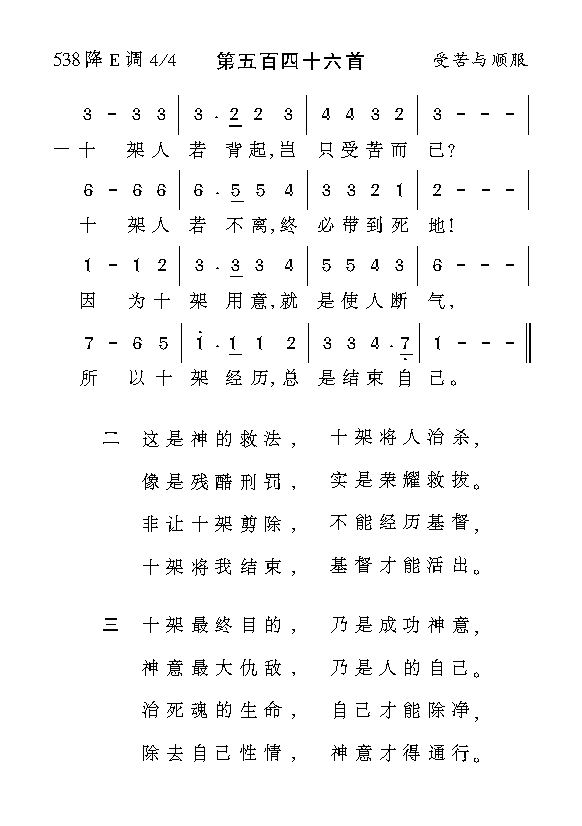 538降E调4/4 第五百四十六首 受苦与顺服
3 - 3 3 | 3 . 2 2 3 | 4 4 3 2 | 3 - - - |
一十 架人 若 背起,岂 只受苦而 已?
6 - 6 6 | 6 . 5 5 4 | 3 3 2 1 | 2 - - - |
十 架人 若 不离,终 必带到死 地!
1 - 1 2 | 3 . 3 3 4 | 5 5 4 3 | 6 - - - |
因 为十 架 用意,就 是使人断 气,
7 - 6 5 | i . 1 1 2 | 3 3 4 . 7 | 1 - - - ‖
所 以十 架 经历,总 是结束自 己。
二 这是神的救法, 十架将人治杀,
像是残酷刑罚, 实是荣耀救拔。
非让十架剪除, 不能经历基督,
十架将我结束, 基督才能活出。
三 十架最终目的, 乃是成功神意,
神意最大仇敌, 乃是人的自己。
治死魂的生命, 自己才能除净,
除去自己性情, 神意才得通行。